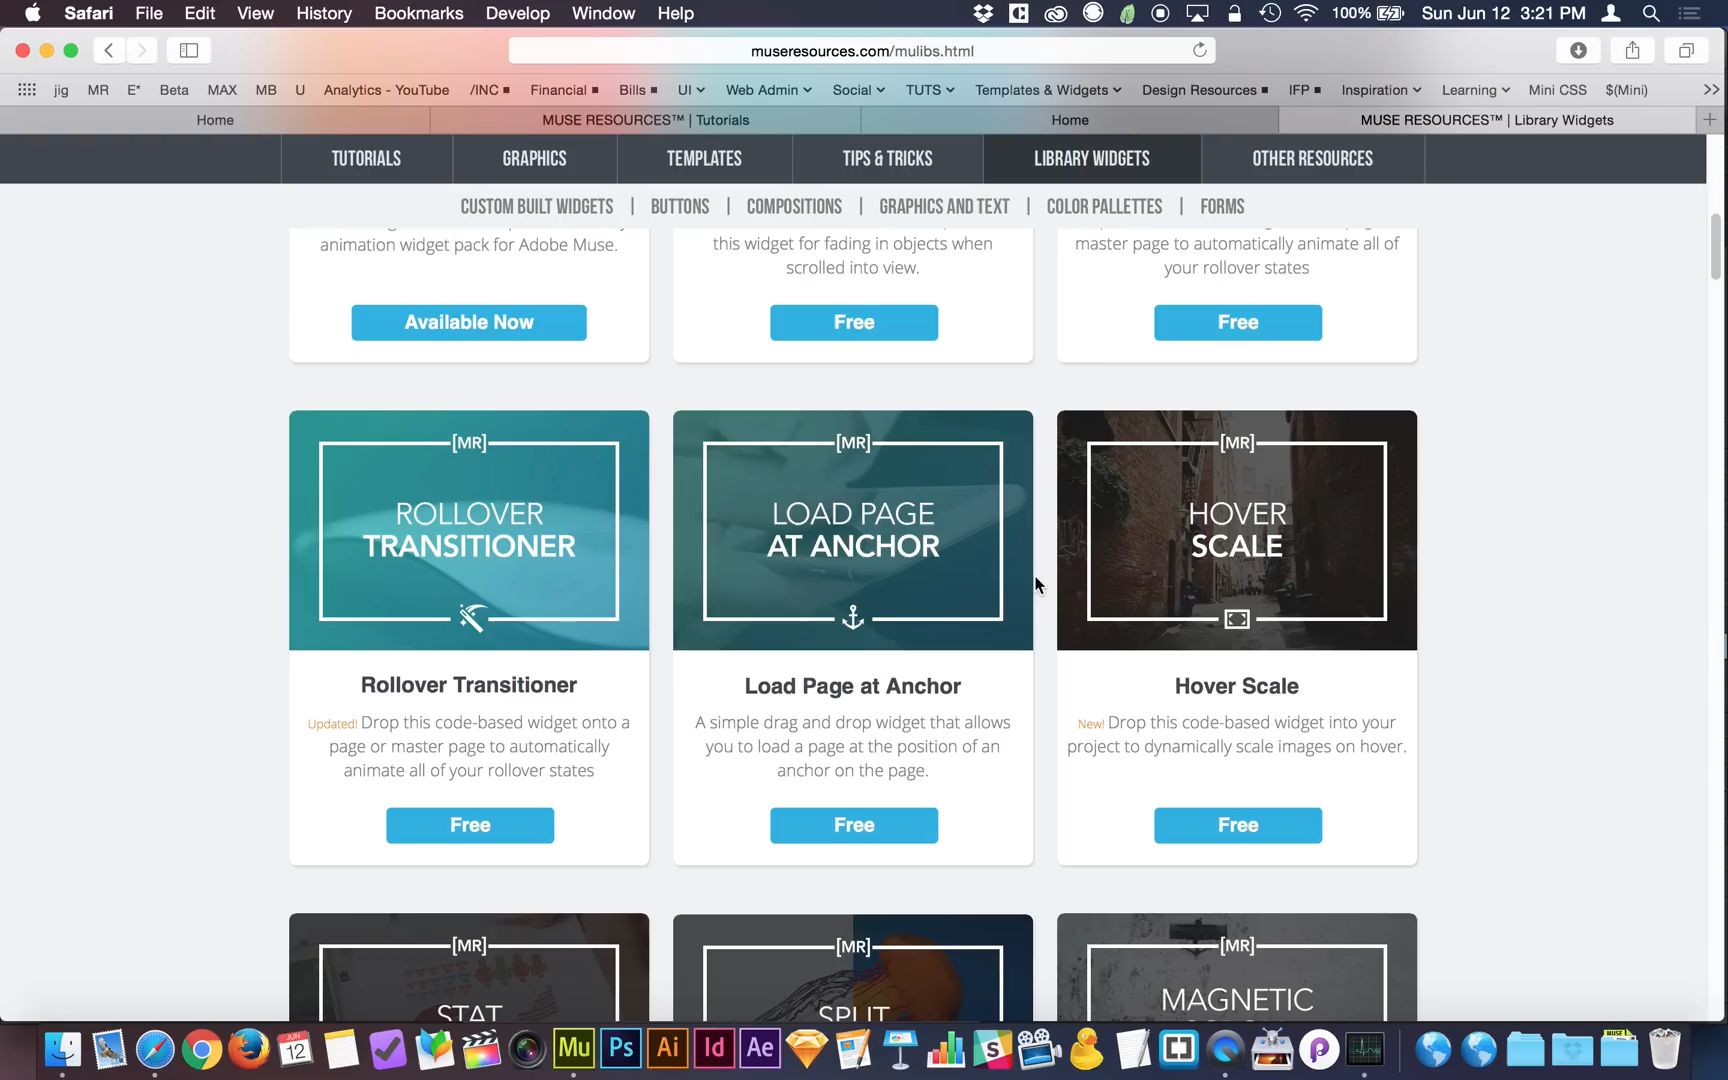 Safari File Edit View History Bookmarks Develop Window Help 100% Sun Jun 12 3:21 PM
museresources.com/mulibs.html
jig MR E* Beta MAX MB U Analytics - YouTube /INC Financial Bills UI Web Admin Social TUTS Templates & Widgets Design Resources IFP Inspiration Learning Mini CSS $(Mini)
Home MUSE RESOURCES™ | Tutorials Home MUSE RESOURCES™ | Library Widgets
TUTORIALS GRAPHICS TEMPLATES TIPS & TRICKS LIBRARY WIDGETS OTHER RESOURCES
CUSTOM BUILT WIDGETS | BUTTONS | COMPOSITIONS | GRAPHICS AND TEXT | COLOR PALLETTES | FORMS
animation widget pack for Adobe Muse.
Available Now
this widget for fading in objects when
scrolled into view.
Free
master page to automatically animate all of
your rollover states
Free
[MR]
ROLLOVER
TRANSITIONER
Rollover Transitioner
Updated! Drop this code-based widget onto a
page or master page to automatically
animate all of your rollover states
Free
[MR]
LOAD PAGE
AT ANCHOR
Load Page at Anchor
A simple drag and drop widget that allows
you to load a page at the position of an
anchor on the page.
Free
[MR]
HOVER
SCALE
Hover Scale
New! Drop this code-based widget into your
project to dynamically scale images on hover.
Free
[MR]
STAT
[MR]
SPLIT
[MR]
MAGNETIC
JUN
12
Mu Ps Ai Id Ae
S
MUSE